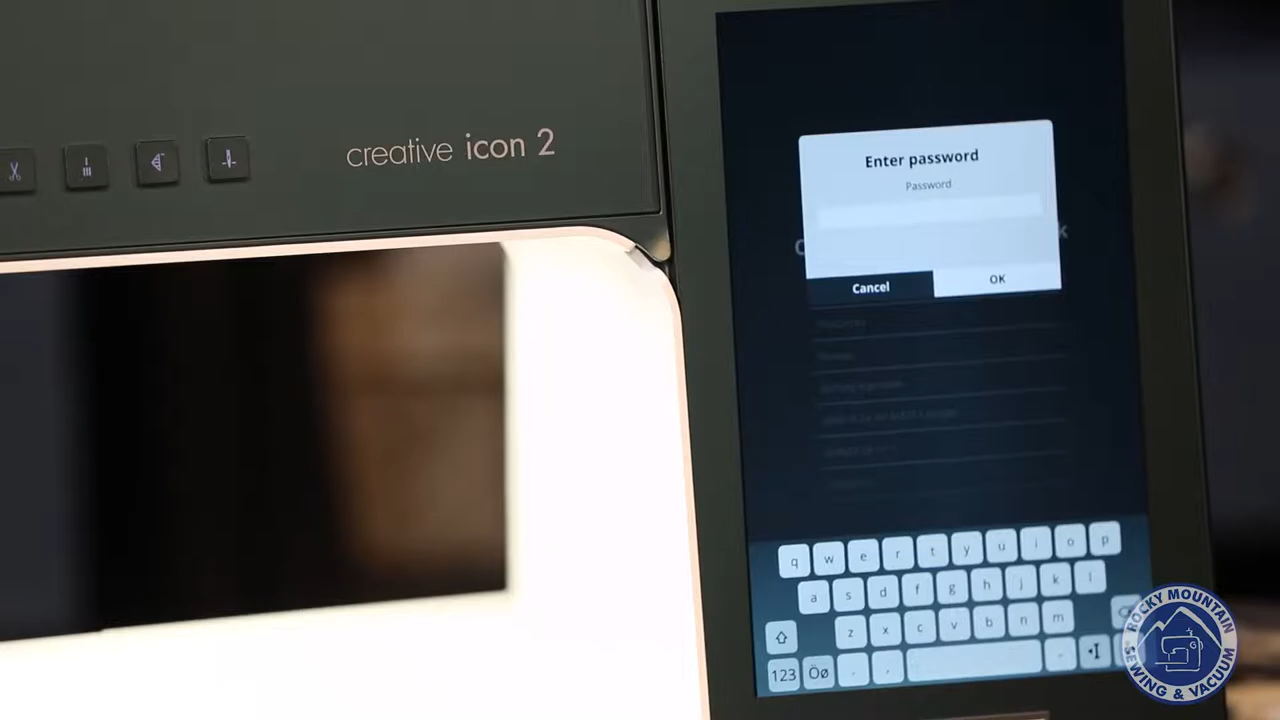 creative icon 2
Enter password
Password
Cancel
OK
q w e r t y u i o p
a s d f g h j k l
z x c v b n m
123 Öø . , -
ROCKY MOUNTAIN
SEWING & VACUUM